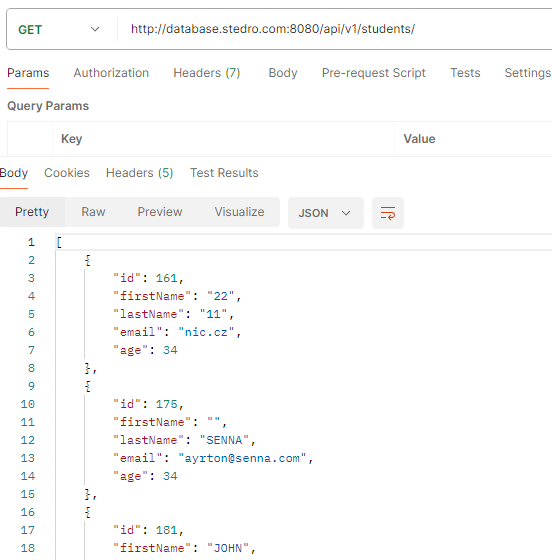 GET http://database.stedro.com:8080/api/v1/students/
Params Authorization Headers (7) Body Pre-request Script Tests Settings
Query Params
Key Value
Body Cookies Headers (5) Test Results
Pretty Raw Preview Visualize JSON
1 [
2 {
3 "id": 161,
4 "firstName": "22",
5 "lastName": "11",
6 "email": "nic.cz",
7 "age": 34
8 },
9 {
10 "id": 175,
11 "firstName": "",
12 "lastName": "SENNA",
13 "email": "ayrton@senna.com",
14 "age": 34
15 },
16 {
17 "id": 181,
18 "firstName": "JOHN",